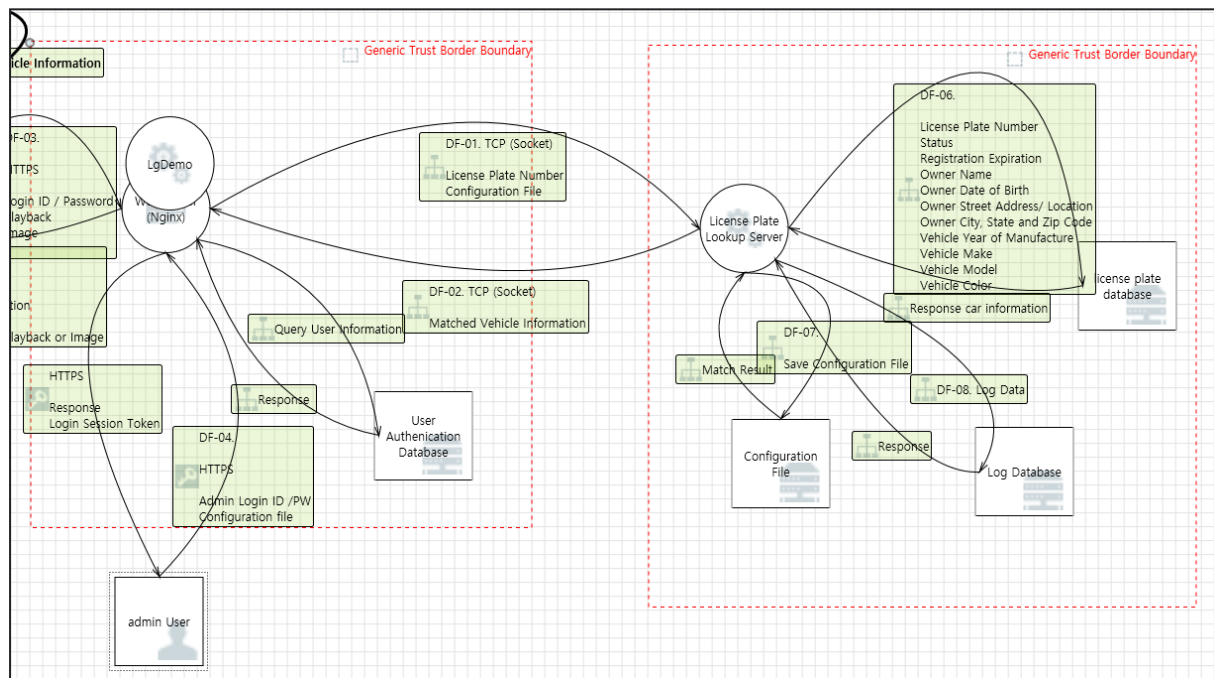 Generic Trust Border Boundary
Generic Trust Border Boundary
icle Information
DF-03.
HTTPS
Login ID / Password
layback
mage
LgDemo
(Nginx)
DF-01. TCP (Socket)
License Plate Number
Configuration File
License Plate
Lookup Server
DF-06.
License Plate Number
Status
Registration Expiration
Owner Name
Owner Date of Birth
Owner Street Address/ Location
Owner City, State and Zip Code
Vehicle Year of Manufacture
Vehicle Make
Vehicle Model
Vehicle Color
license plate
database
Response car information
tion
layback or Image
DF-02. TCP (Socket)
Matched Vehicle Information
Query User Information
DF-07.
Save Configuration File
Match Result
HTTPS
Response
Login Session Token
Response
DF-08. Log Data
User
Authenication
Database
DF-04.
HTTPS
Admin Login ID /PW
Configuration file
Response
Configuration
File
Log Database
admin User